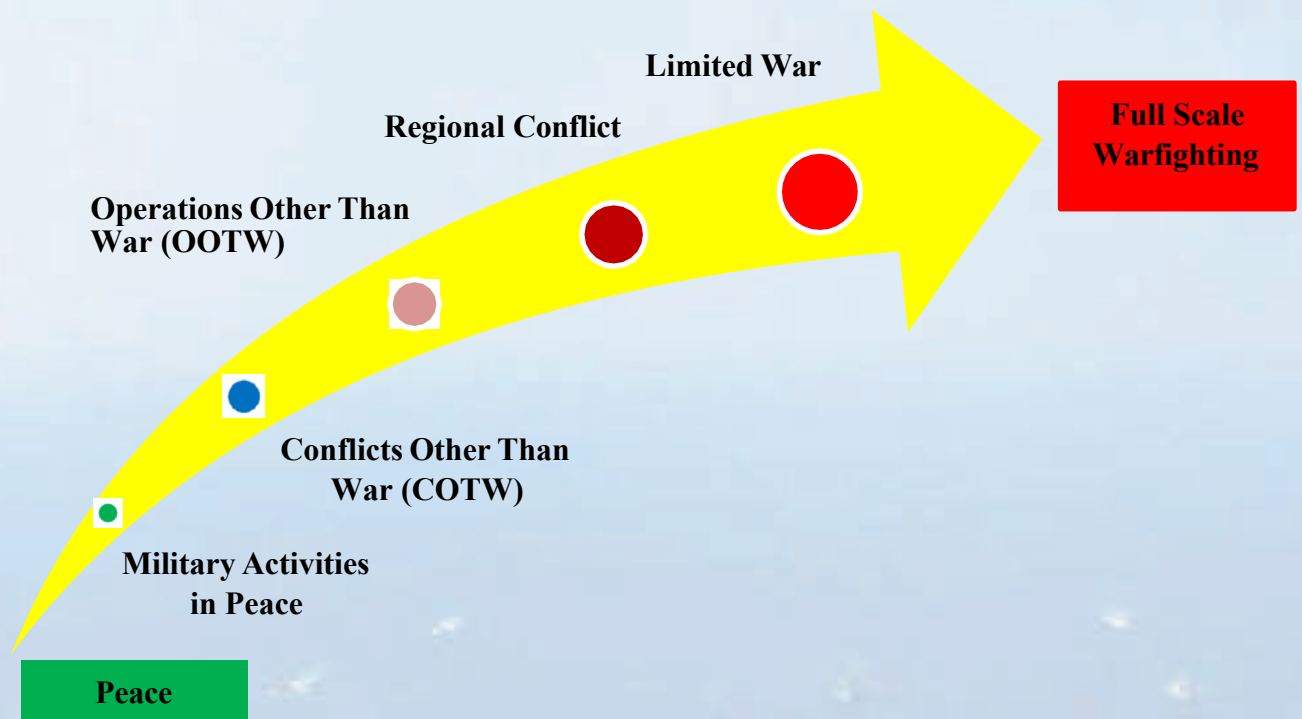 Limited War
Full Scale
Warfighting
Regional Conflict
Operations Other Than
War (OOTW)
Conflicts Other Than
War (COTW)
Military Activities
in Peace
Peace